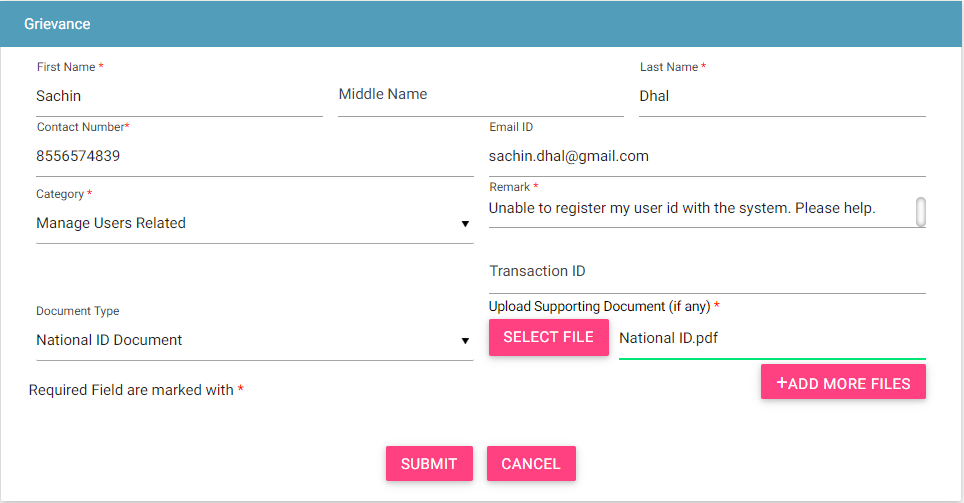 Grievance
First Name *
Last Name *
Sachin
Middle Name
Dhal
Contact Number*
Email ID
8556574839
sachin.dhal@gmail.com
Category *
Remark *
Manage Users Related
Unable to register my user id with the system. Please help.
Transaction ID
Document Type
Upload Supporting Document (if any) *
National ID Document
SELECT FILE
National ID.pdf
Required Field are marked with *
+ADD MORE FILES
SUBMIT
CANCEL